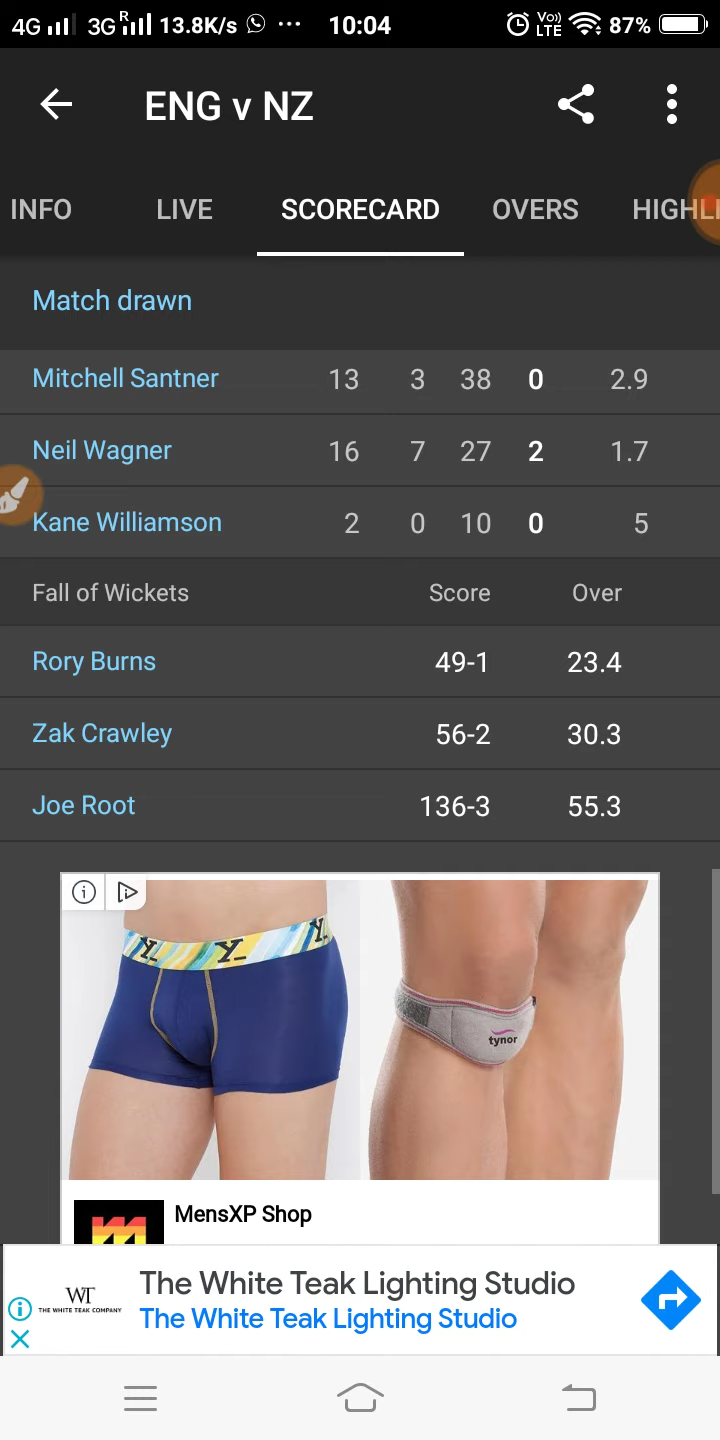 4G 3G R 13.8K/s ... 10:04 Vo)) LTE 87%
ENG v NZ
INFO LIVE SCORECARD OVERS HIGHLI
Match drawn
Mitchell Santner 13 3 38 0 2.9
Neil Wagner 16 7 27 2 1.7
Kane Williamson 2 0 10 0 5
Fall of Wickets Score Over
Rory Burns 49-1 23.4
Zak Crawley 56-2 30.3
Joe Root 136-3 55.3
tynor
MensXP Shop
WT
THE WHITE TEAK COMPANY
The White Teak Lighting Studio
The White Teak Lighting Studio